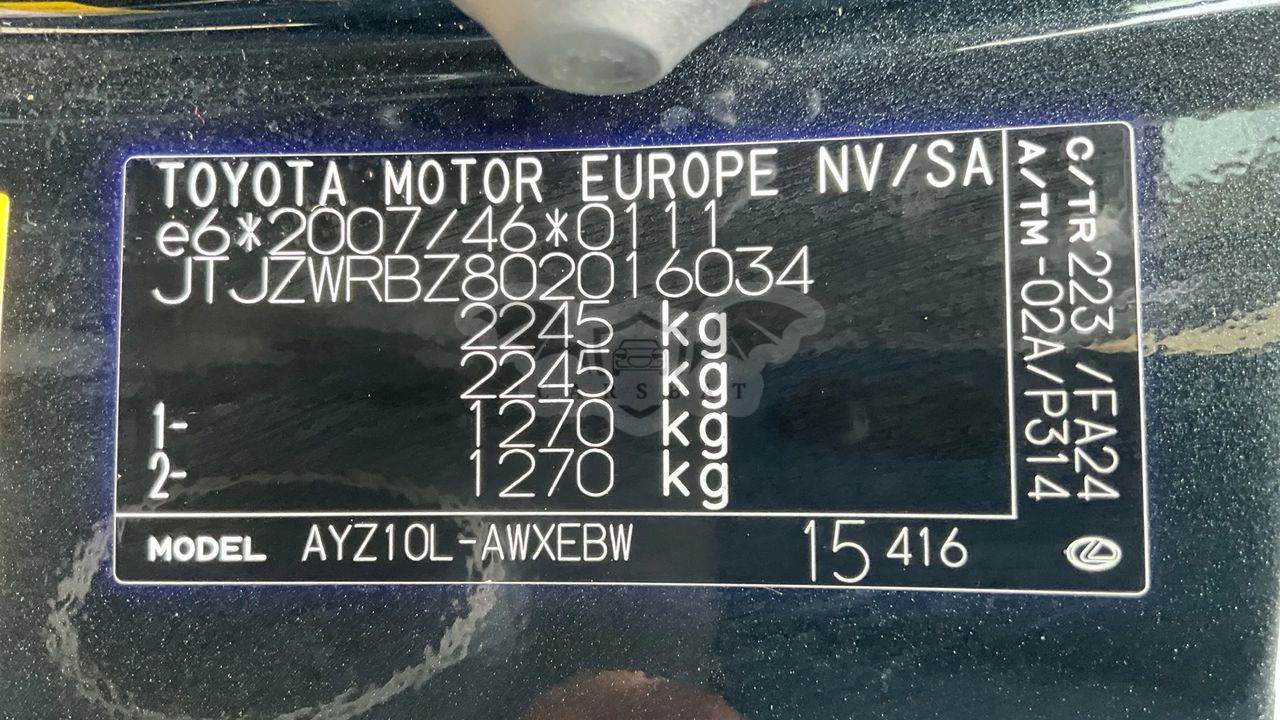 TOYOTA MOTOR EUROPE NV/SA
e6*2007/46*0111
JTJZWRBZ802016034
2245 kg
2245 kg
1- 1270 kg
2- 1270 kg
C/TR 223 /FA24
A/TM -02A/P314
MODEL AYZ10L-AWXEBW 15 416